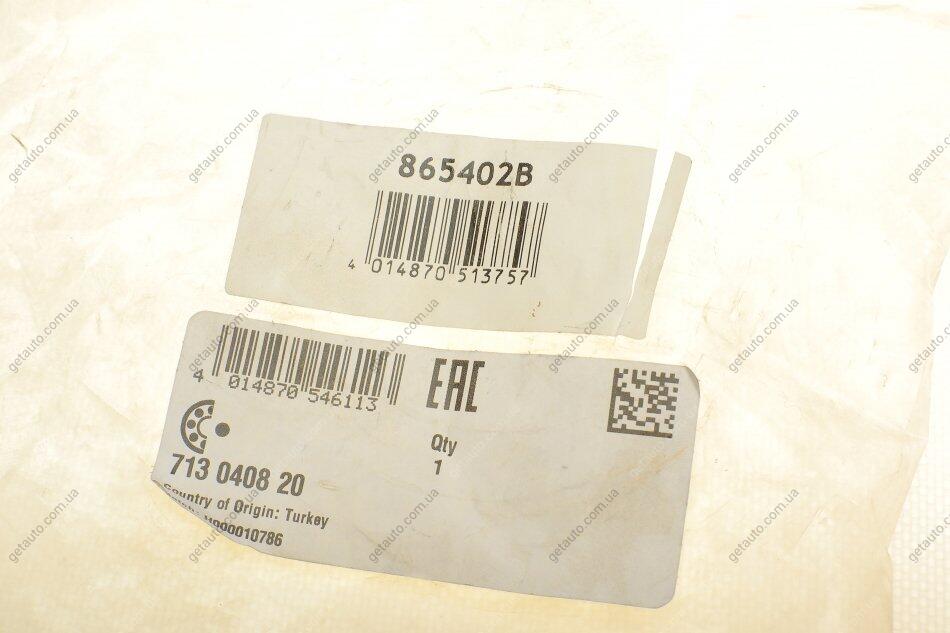 865402B
4 014870 513757
4 014870 546113
EAC
Qty
1
713 0408 20
Country of Origin: Turkey
000010786
getauto.com.ua